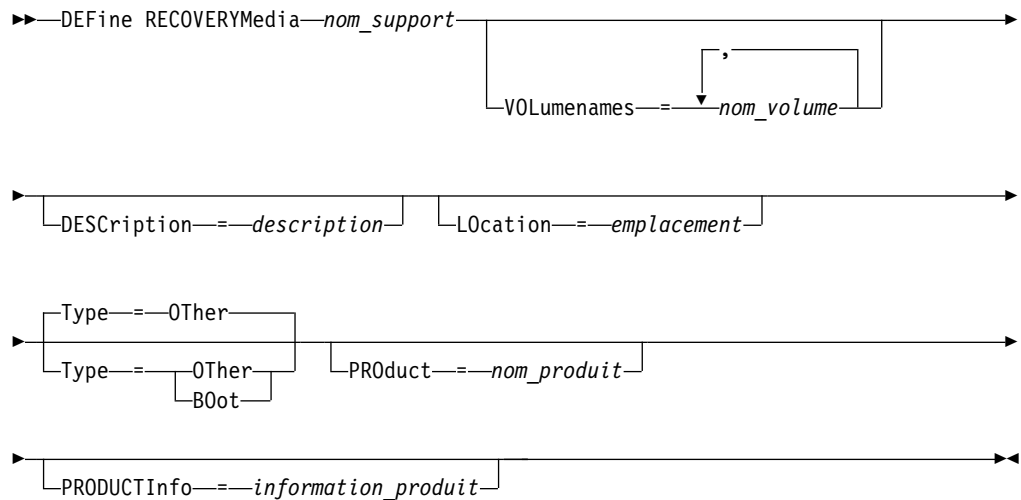 DEFine RECOVERYMedia nom_support
,
VOLumenames = nom_volume
DESCription = description LOcation = emplacement
Type = OTher
Type = OTher PROduct = nom_produit
BOot
PRODUCTInfo = information_produit